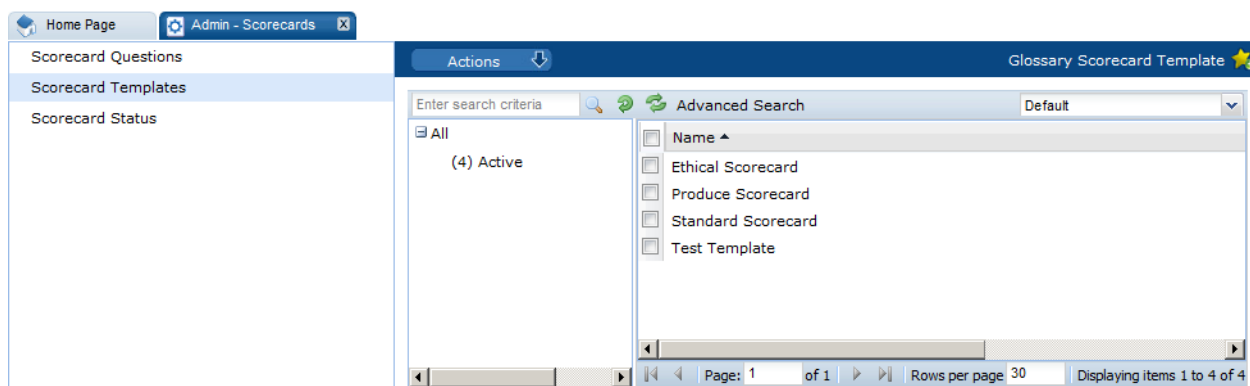 Home Page
Admin - Scorecards
Scorecard Questions
Scorecard Templates
Scorecard Status
Actions
Glossary Scorecard Template
Enter search criteria
Advanced Search
Default
All
(4) Active
Name
Ethical Scorecard
Produce Scorecard
Standard Scorecard
Test Template
Page: 1 of 1 Rows per page 30 Displaying items 1 to 4 of 4